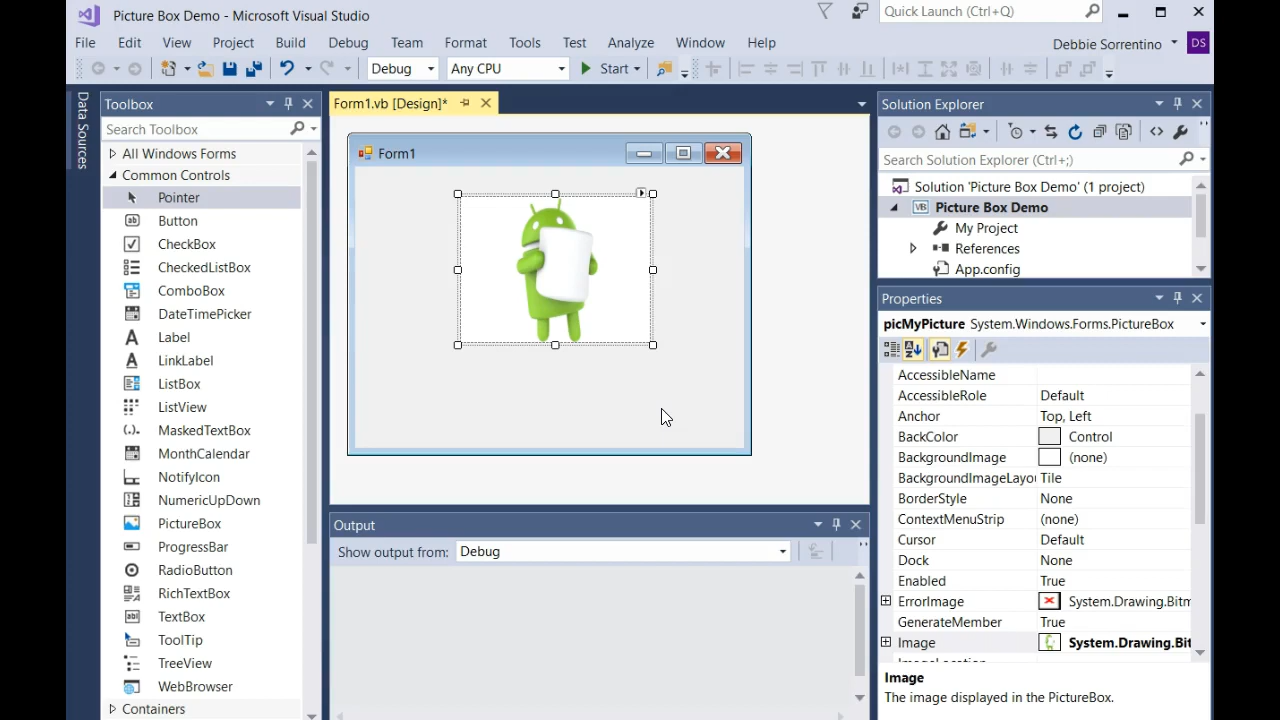 Picture Box Demo - Microsoft Visual Studio
Quick Launch (Ctrl+Q)
File Edit View Project Build Debug Team Format Tools Test Analyze Window Help
Debbie Sorrentino DS
Debug Any CPU Start
Data Sources
Toolbox
Search Toolbox
All Windows Forms
Common Controls
Pointer
Button
CheckBox
CheckedListBox
ComboBox
DateTimePicker
Label
LinkLabel
ListBox
ListView
MaskedTextBox
MonthCalendar
NotifyIcon
NumericUpDown
PictureBox
ProgressBar
RadioButton
RichTextBox
TextBox
ToolTip
TreeView
WebBrowser
Containers
Form1.vb [Design]*
Form1
Output
Show output from: Debug
Solution Explorer
Search Solution Explorer (Ctrl+;)
Solution 'Picture Box Demo' (1 project)
VB Picture Box Demo
My Project
References
App.config
Properties
picMyPicture System.Windows.Forms.PictureBox
AccessibleName
AccessibleRole Default
Anchor Top, Left
BackColor Control
BackgroundImage (none)
BackgroundImageLayou Tile
BorderStyle None
ContextMenuStrip (none)
Cursor Default
Dock None
Enabled True
ErrorImage System.Drawing.Bitm
GenerateMember True
Image System.Drawing.Bit
Image
The image displayed in the PictureBox.